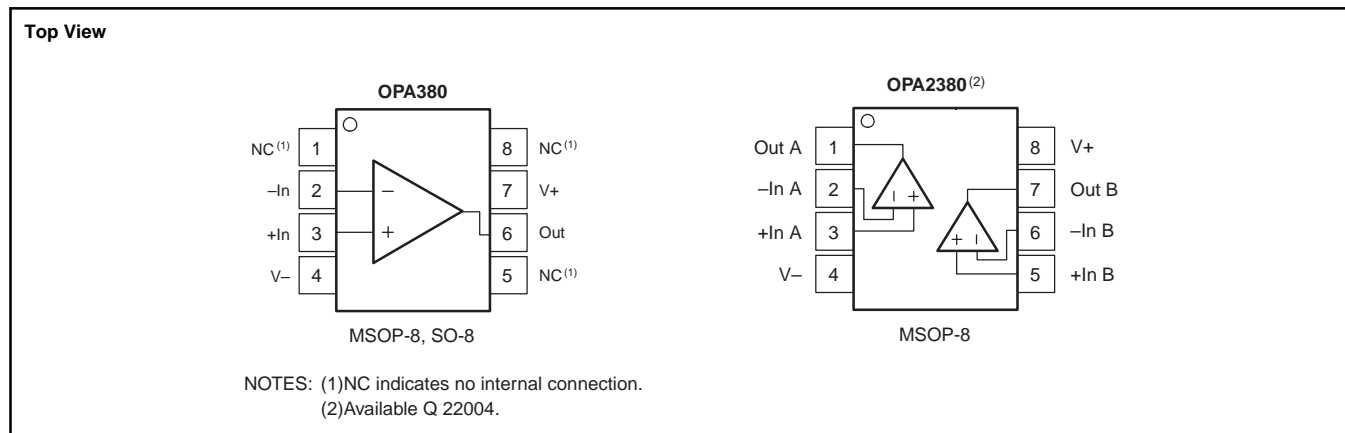 Top View
OPA380
NC(1) 1
8 NC(1)
–In 2
–
7 V+
+In 3
+
6 Out
V– 4
5 NC(1)
MSOP-8, SO-8
OPA2380(2)
Out A 1
8 V+
–In A 2
– +
7 Out B
+In A 3
+ –
6 –In B
V– 4
5 +In B
MSOP-8
NOTES: (1)NC indicates no internal connection.
(2)Available Q 22004.